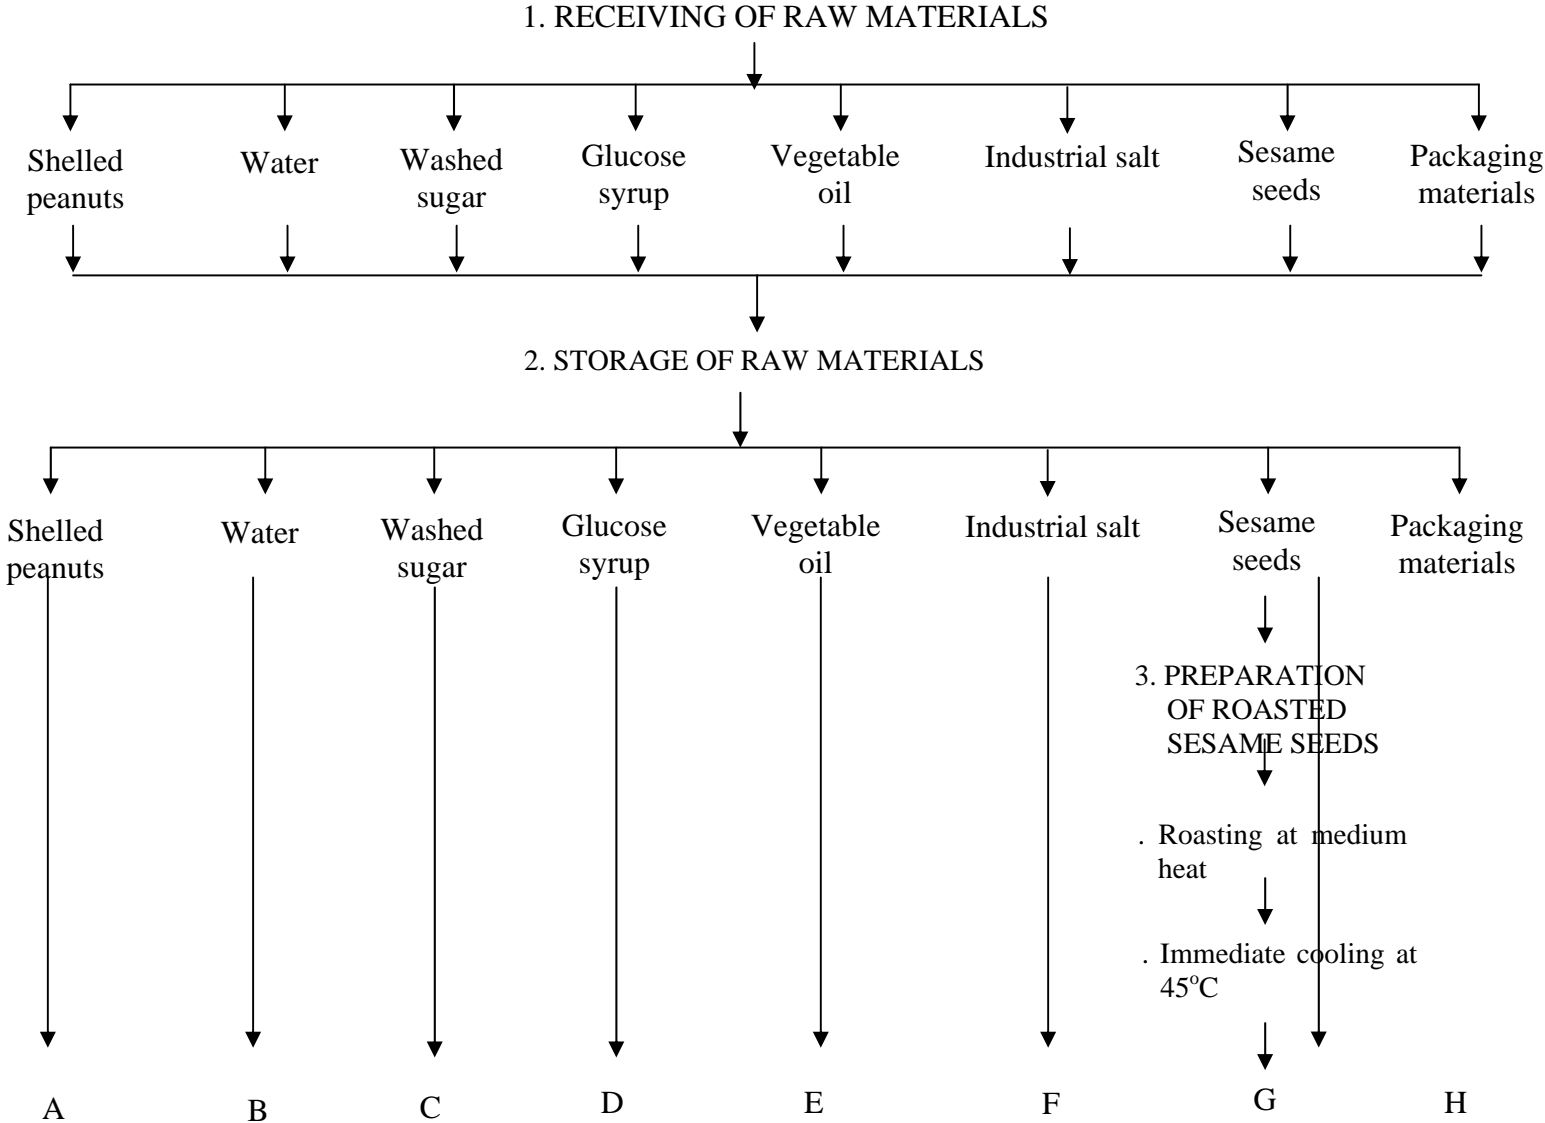 1. RECEIVING OF RAW MATERIALS
Shelled
peanuts
Water
Washed
sugar
Glucose
syrup
Vegetable
oil
Industrial salt
Sesame
seeds
Packaging
materials
2. STORAGE OF RAW MATERIALS
Shelled
peanuts
Water
Washed
sugar
Glucose
syrup
Vegetable
oil
Industrial salt
Sesame
seeds
Packaging
materials
3. PREPARATION
OF ROASTED
SESAME SEEDS
. Roasting at medium
heat
. Immediate cooling at
45°C
A
B
C
D
E
F
G
H